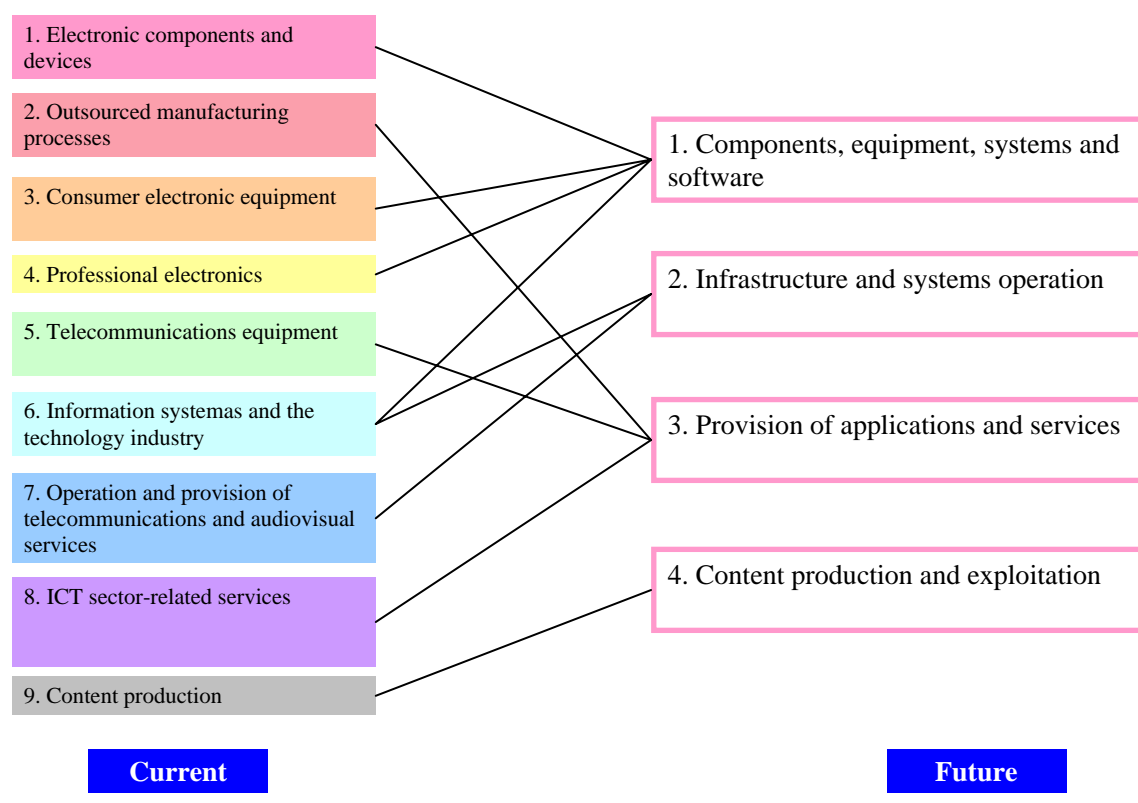 1. Electronic components and
devices
2. Outsourced manufacturing
processes
3. Consumer electronic equipment
4. Professional electronics
5. Telecommunications equipment
6. Information systemas and the
technology industry
7. Operation and provision of
telecommunications and audiovisual
services
8. ICT sector-related services
9. Content production
1. Components, equipment, systems and
software
2. Infrastructure and systems operation
3. Provision of applications and services
4. Content production and exploitation
Current
Future